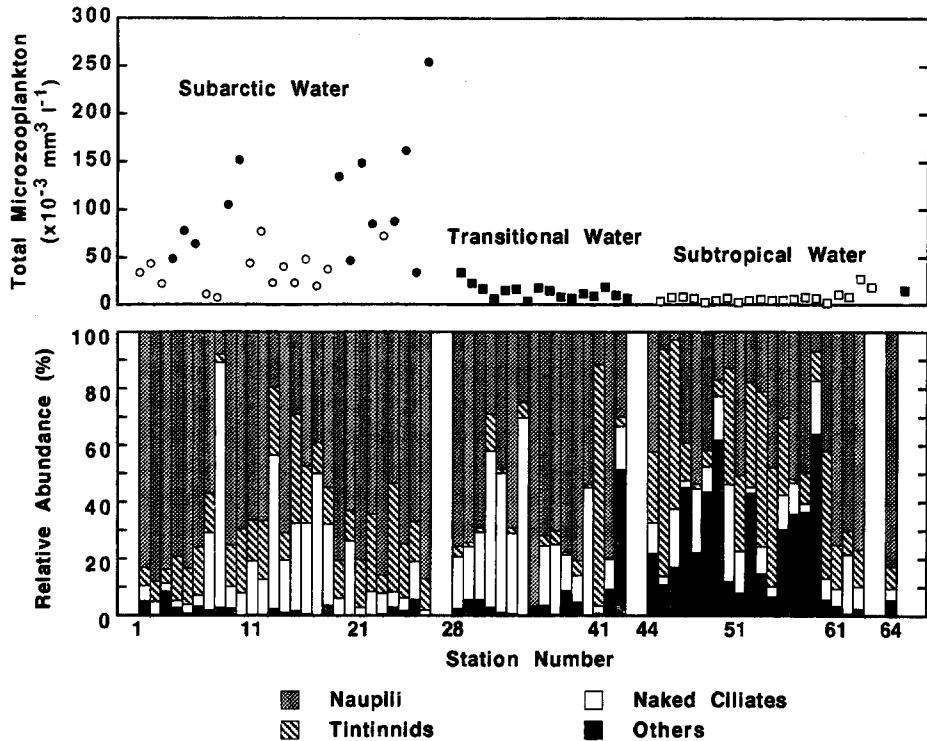 300
250
200
150
100
50
0
Total Microzooplankton
(x10⁻³ mm³ l⁻¹)
Subarctic Water
Transitional Water
Subtropical Water
100
80
60
40
20
0
Relative Abundance (%)
1 11 21 28 41 44 51 61 64
Station Number
Nauplii Naked Ciliates
Tintinnids Others